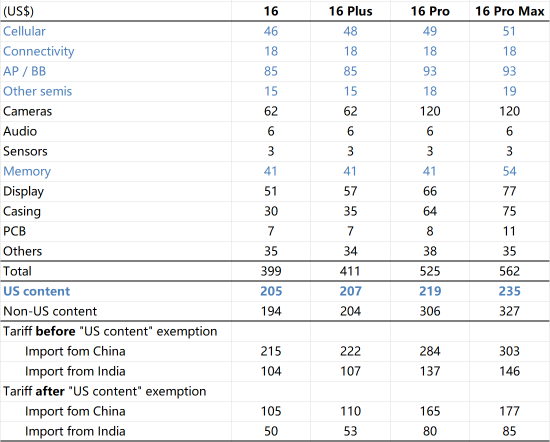 (US$) 16 16 Plus 16 Pro 16 Pro Max
Cellular 46 48 49 51
Connectivity 18 18 18 18
AP / BB 85 85 93 93
Other semis 15 15 18 19
Cameras 62 62 120 120
Audio 6 6 6 6
Sensors 3 3 3 3
Memory 41 41 41 54
Display 51 57 66 77
Casing 30 35 64 75
PCB 7 7 8 11
Others 35 34 38 35
Total 399 411 525 562
US content 205 207 219 235
Non-US content 194 204 306 327
Tariff before "US content" exemption
Import fom China 215 222 284 303
Import from India 104 107 137 146
Tariff after "US content" exemption
Import fom China 105 110 165 177
Import from India 50 53 80 85